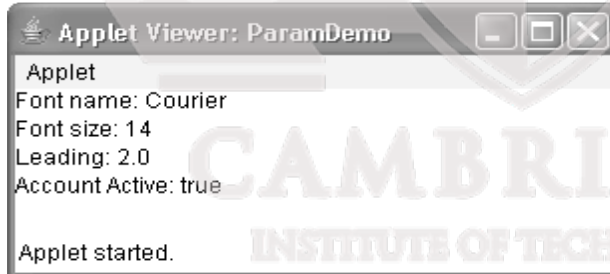 Applet Viewer: ParamDemo
Applet
Font name: Courier
Font size: 14
Leading: 2.0
Account Active: true
CAMBRI
Applet started.
INSTITUTE OF TECH